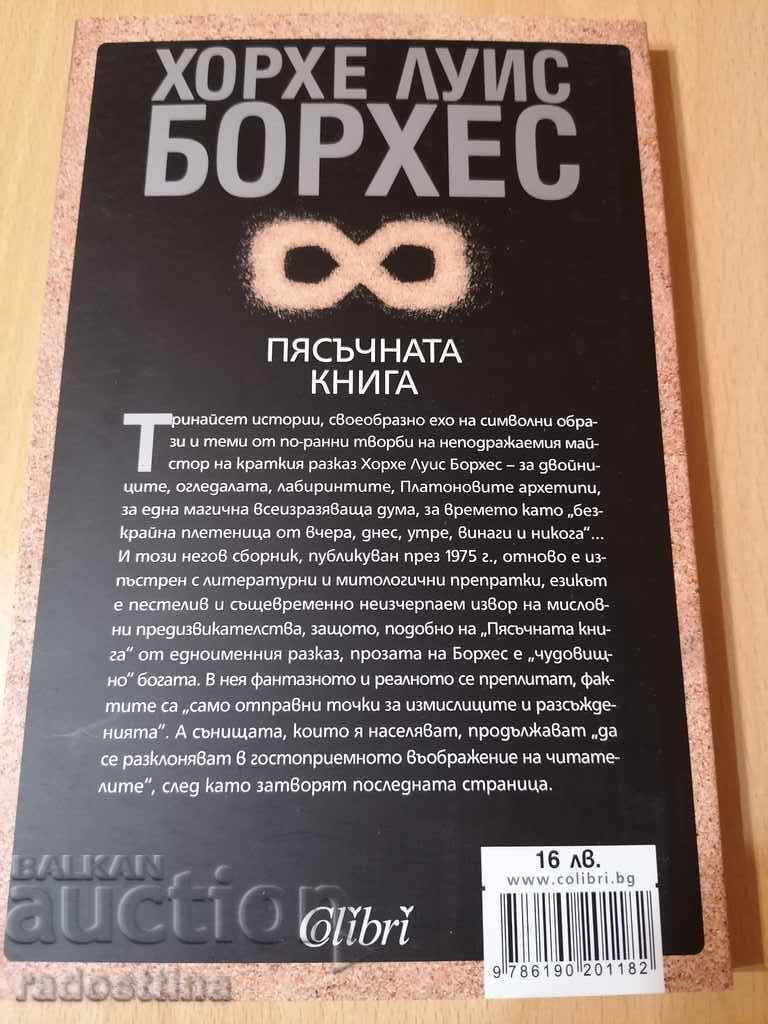 ХОРХЕ ЛУИС
БОРХЕС
ПЯСЪЧНАТА
КНИГА
Тринайсет истории, своеобразно ехо на символни обра-
зи и теми от по-ранни творби на неподражаемия май-
стор на краткия разказ Хорхе Луис Борхес – за двойни-
ците, огледалата, лабиринтите, Платоновите архетипи,
за една магична всеизразяваща дума, за времето като „без-
крайна плетеница от вчера, днес, утре, винаги и никога“...
И този негов сборник, публикуван през 1975 г., отново е из-
пъстрен с литературни и митологични препратки, езикът
е пестелив и същевременно неизчерпаем извор на мислов-
ни предизвикателства, защото, подобно на „Пясъчната кни-
га“ от едноименния разказ, прозата на Борхес е „чудовищ-
но“ богата. В нея фантазното и реалното се преплитат, фак-
тите са „само отправни точки за измислиците и разсъжде-
нията”. А сънищата, които я населяват, продължават „да
се разклоняват в гостоприемното въображение на читате-
лите“, след като затворят последната страница.
16 лв.
www.colibri.bg
9 786190 201182
Colibri
BALKAN
auction
radosttina